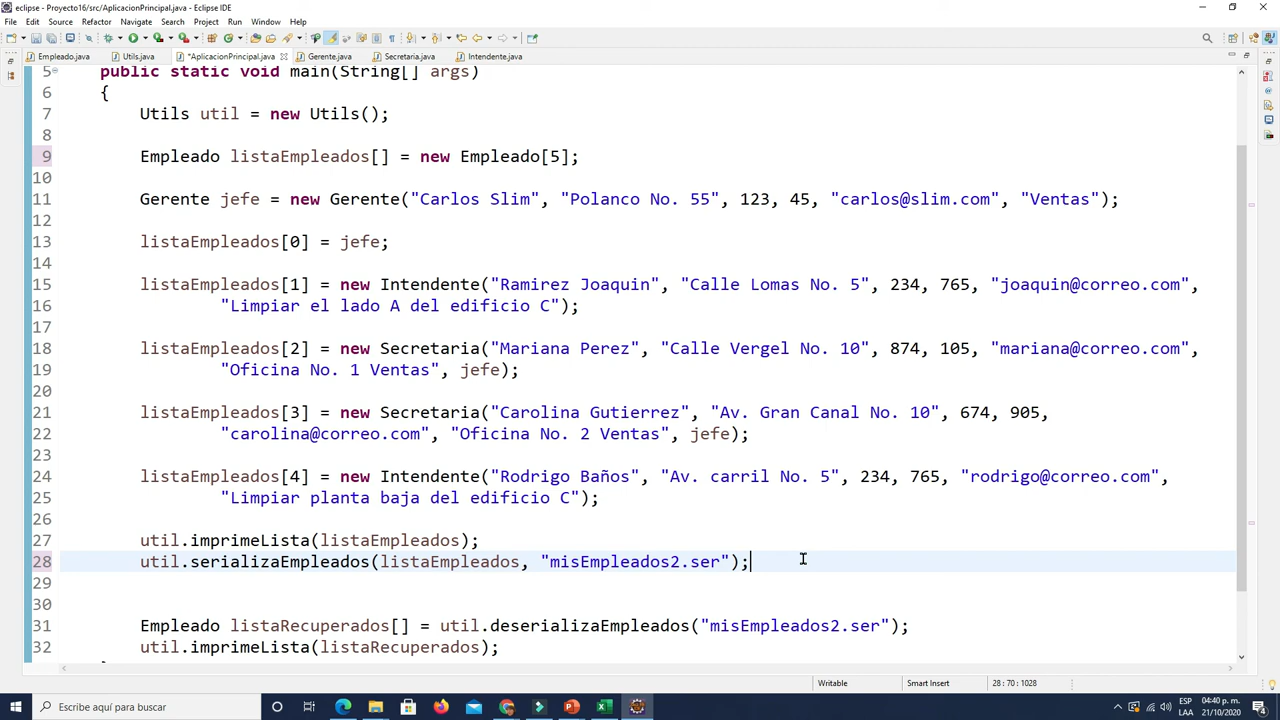 eclipse - Proyecto16/src/AplicacionPrincipal.java - Eclipse IDE
File Edit Source Refactor Navigate Search Project Run Window Help
Empleado.java Utils.java *AplicacionPrincipal.java Gerente.java Secretaria.java Intendente.java
5 public static void main(String[] args)
6 {
7 Utils util = new Utils();
8
9 Empleado listaEmpleados[] = new Empleado[5];
10
11 Gerente jefe = new Gerente("Carlos Slim", "Polanco No. 55", 123, 45, "carlos@slim.com", "Ventas");
12
13 listaEmpleados[0] = jefe;
14
15 listaEmpleados[1] = new Intendente("Ramirez Joaquin", "Calle Lomas No. 5", 234, 765, "joaquin@correo.com",
16 "Limpiar el lado A del edificio C");
17
18 listaEmpleados[2] = new Secretaria("Mariana Perez", "Calle Vergel No. 10", 874, 105, "mariana@correo.com",
19 "Oficina No. 1 Ventas", jefe);
20
21 listaEmpleados[3] = new Secretaria("Carolina Gutierrez", "Av. Gran Canal No. 10", 674, 905,
22 "carolina@correo.com", "Oficina No. 2 Ventas", jefe);
23
24 listaEmpleados[4] = new Intendente("Rodrigo Baños", "Av. carril No. 5", 234, 765, "rodrigo@correo.com",
25 "Limpiar planta baja del edificio C");
26
27 util.imprimeLista(listaEmpleados);
28 util.serializaEmpleados(listaEmpleados, "misEmpleados2.ser");
29
30
31 Empleado listaRecuperados[] = util.deserializaEmpleados("misEmpleados2.ser");
32 util.imprimeLista(listaRecuperados);
Writable Smart Insert 28 : 70 : 1028
Escribe aquí para buscar
ESP 04:40 p. m.
LAA 21/10/2020
4